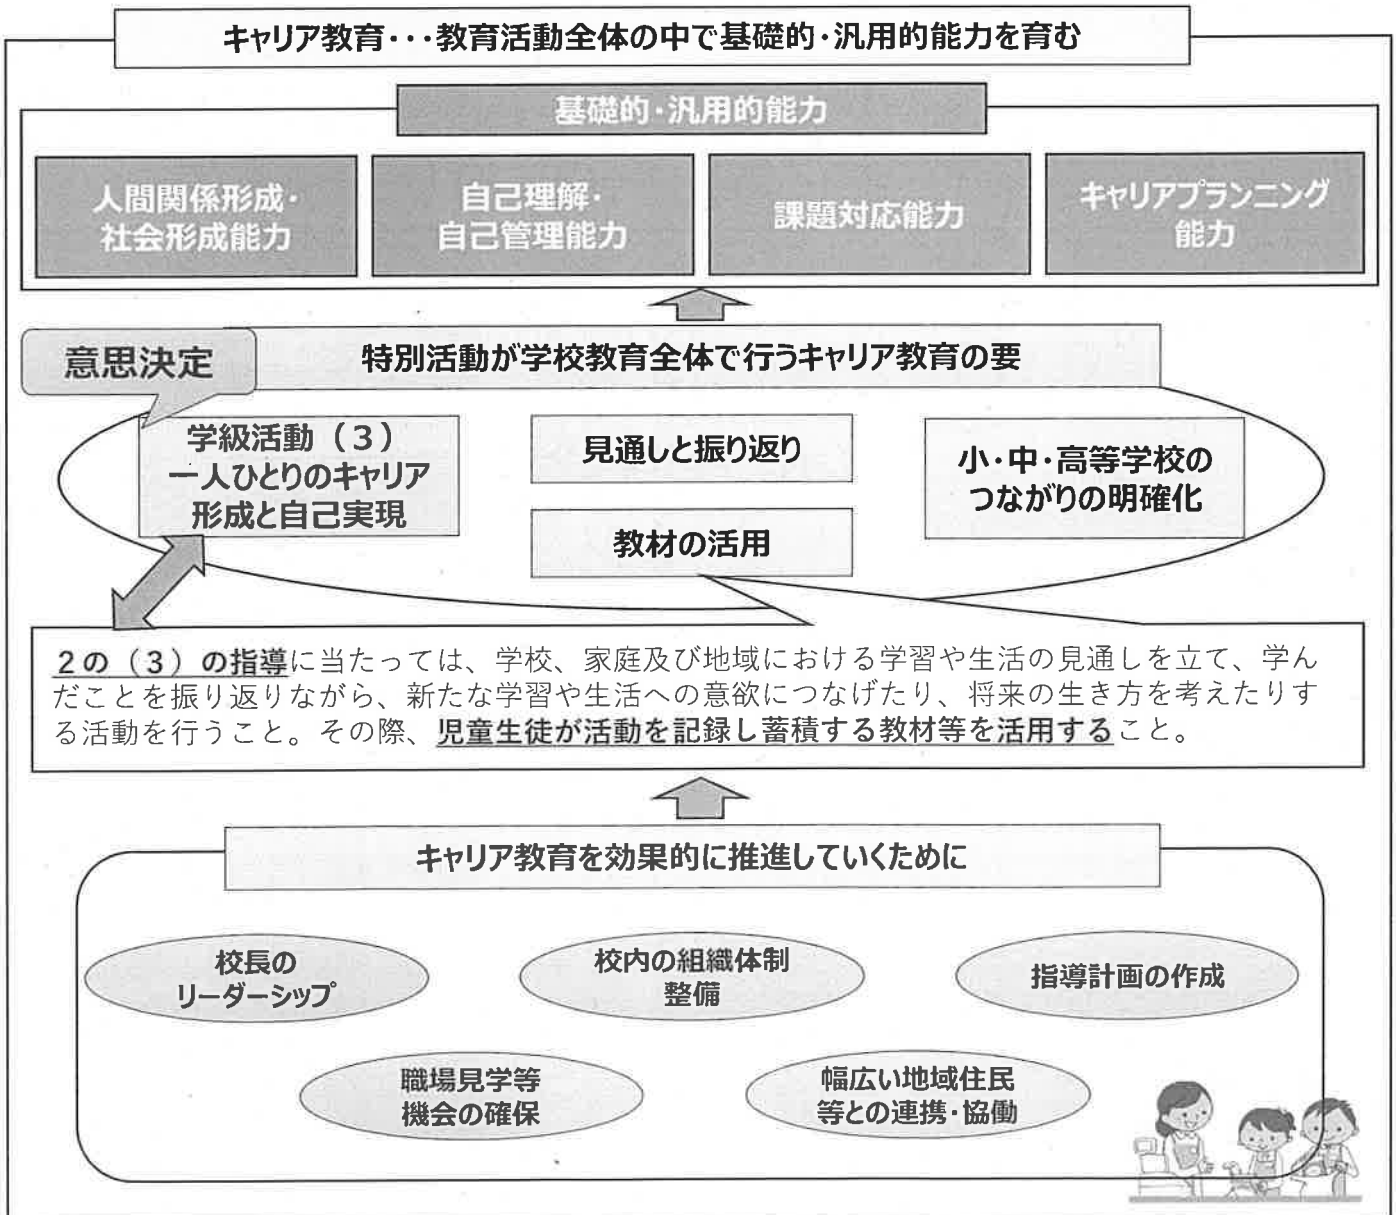 キャリア教育・・・教育活動全体の中で基礎的・汎用的能力を育む
基礎的・汎用的能力
人間関係形成・
社会形成能力
自己理解・
自己管理能力
課題対応能力
キャリアプランニング
能力
意思決定
特別活動が学校教育全体で行うキャリア教育の要
学級活動（３）
一人ひとりのキャリア
形成と自己実現
見通しと振り返り
教材の活用
小・中・高等学校の
つながりの明確化
２の（３）の指導に当たっては、学校、家庭及び地域における学習や生活の見通しを立て、学ん
だことを振り返りながら、新たな学習や生活への意欲につなげたり、将来の生き方を考えたりす
る活動を行うこと。その際、児童生徒が活動を記録し蓄積する教材等を活用すること。
キャリア教育を効果的に推進していくために
校長の
リーダーシップ
校内の組織体制
整備
指導計画の作成
職場見学等
機会の確保
幅広い地域住民
等との連携・協働